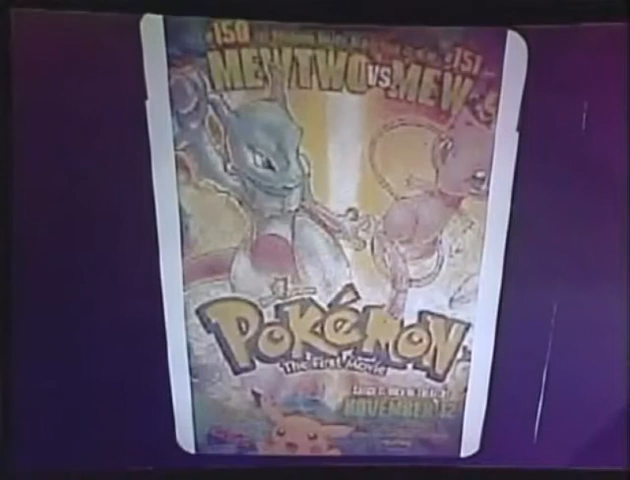 #150
#151
MEWTWO VS MEW
POKéMON
The First Movie
NOVEMBER 12